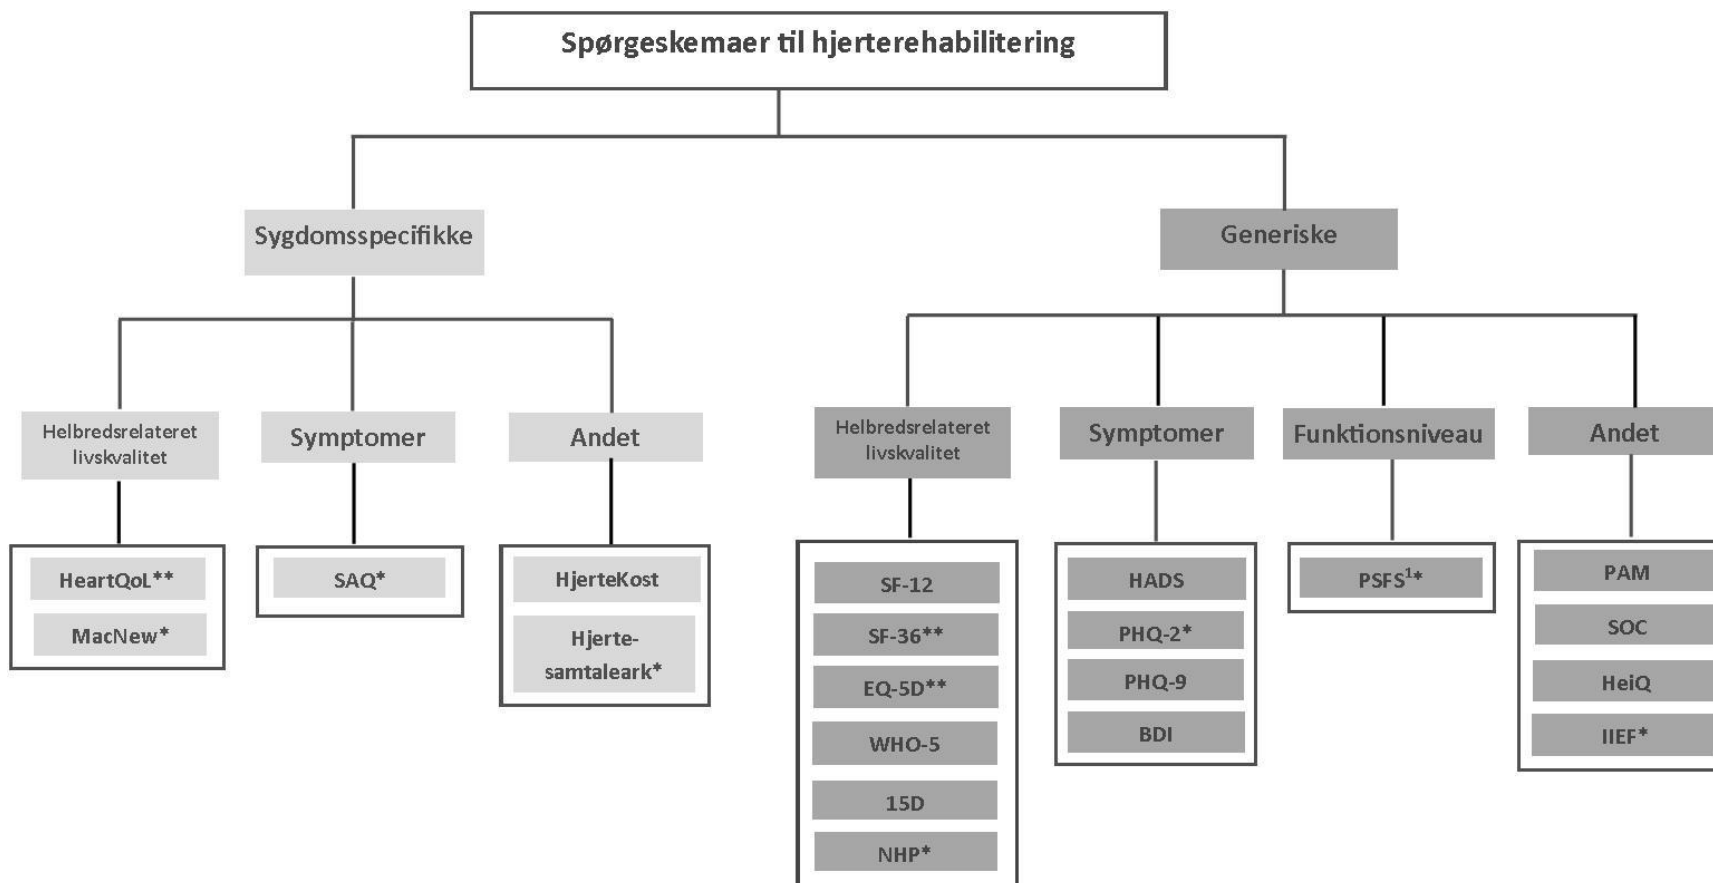 Spørgeskemaer til hjerterehabilitering
Sygdomsspecifikke
Generiske
Helbredsrelateret
livskvalitet
Symptomer
Andet
Helbredsrelateret
livskvalitet
Symptomer
Funktionsniveau
Andet
HeartQoL**
MacNew*
SAQ*
HjerteKost
Hjerte-
samtaleark*
SF-12
SF-36**
EQ-5D**
WHO-5
15D
NHP*
HADS
PHQ-2*
PHQ-9
BDI
PSFS¹*
PAM
SOC
HeiQ
IIEF*